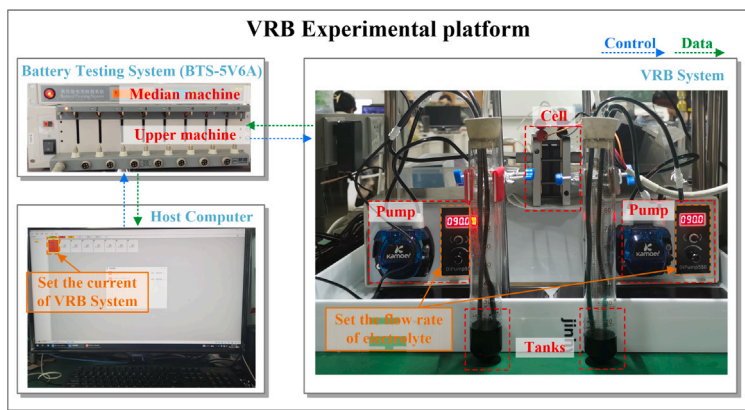 VRB Experimental platform
Control
Data
Battery Testing System (BTS-5V6A)
Median machine
Upper machine
VRB System
Cell
Pump
090.0
KAMOER
Pump
090.0
KAMOER
Host Computer
Set the current
of VRB System
Set the flow rate
of electrolyte
jini
Tanks